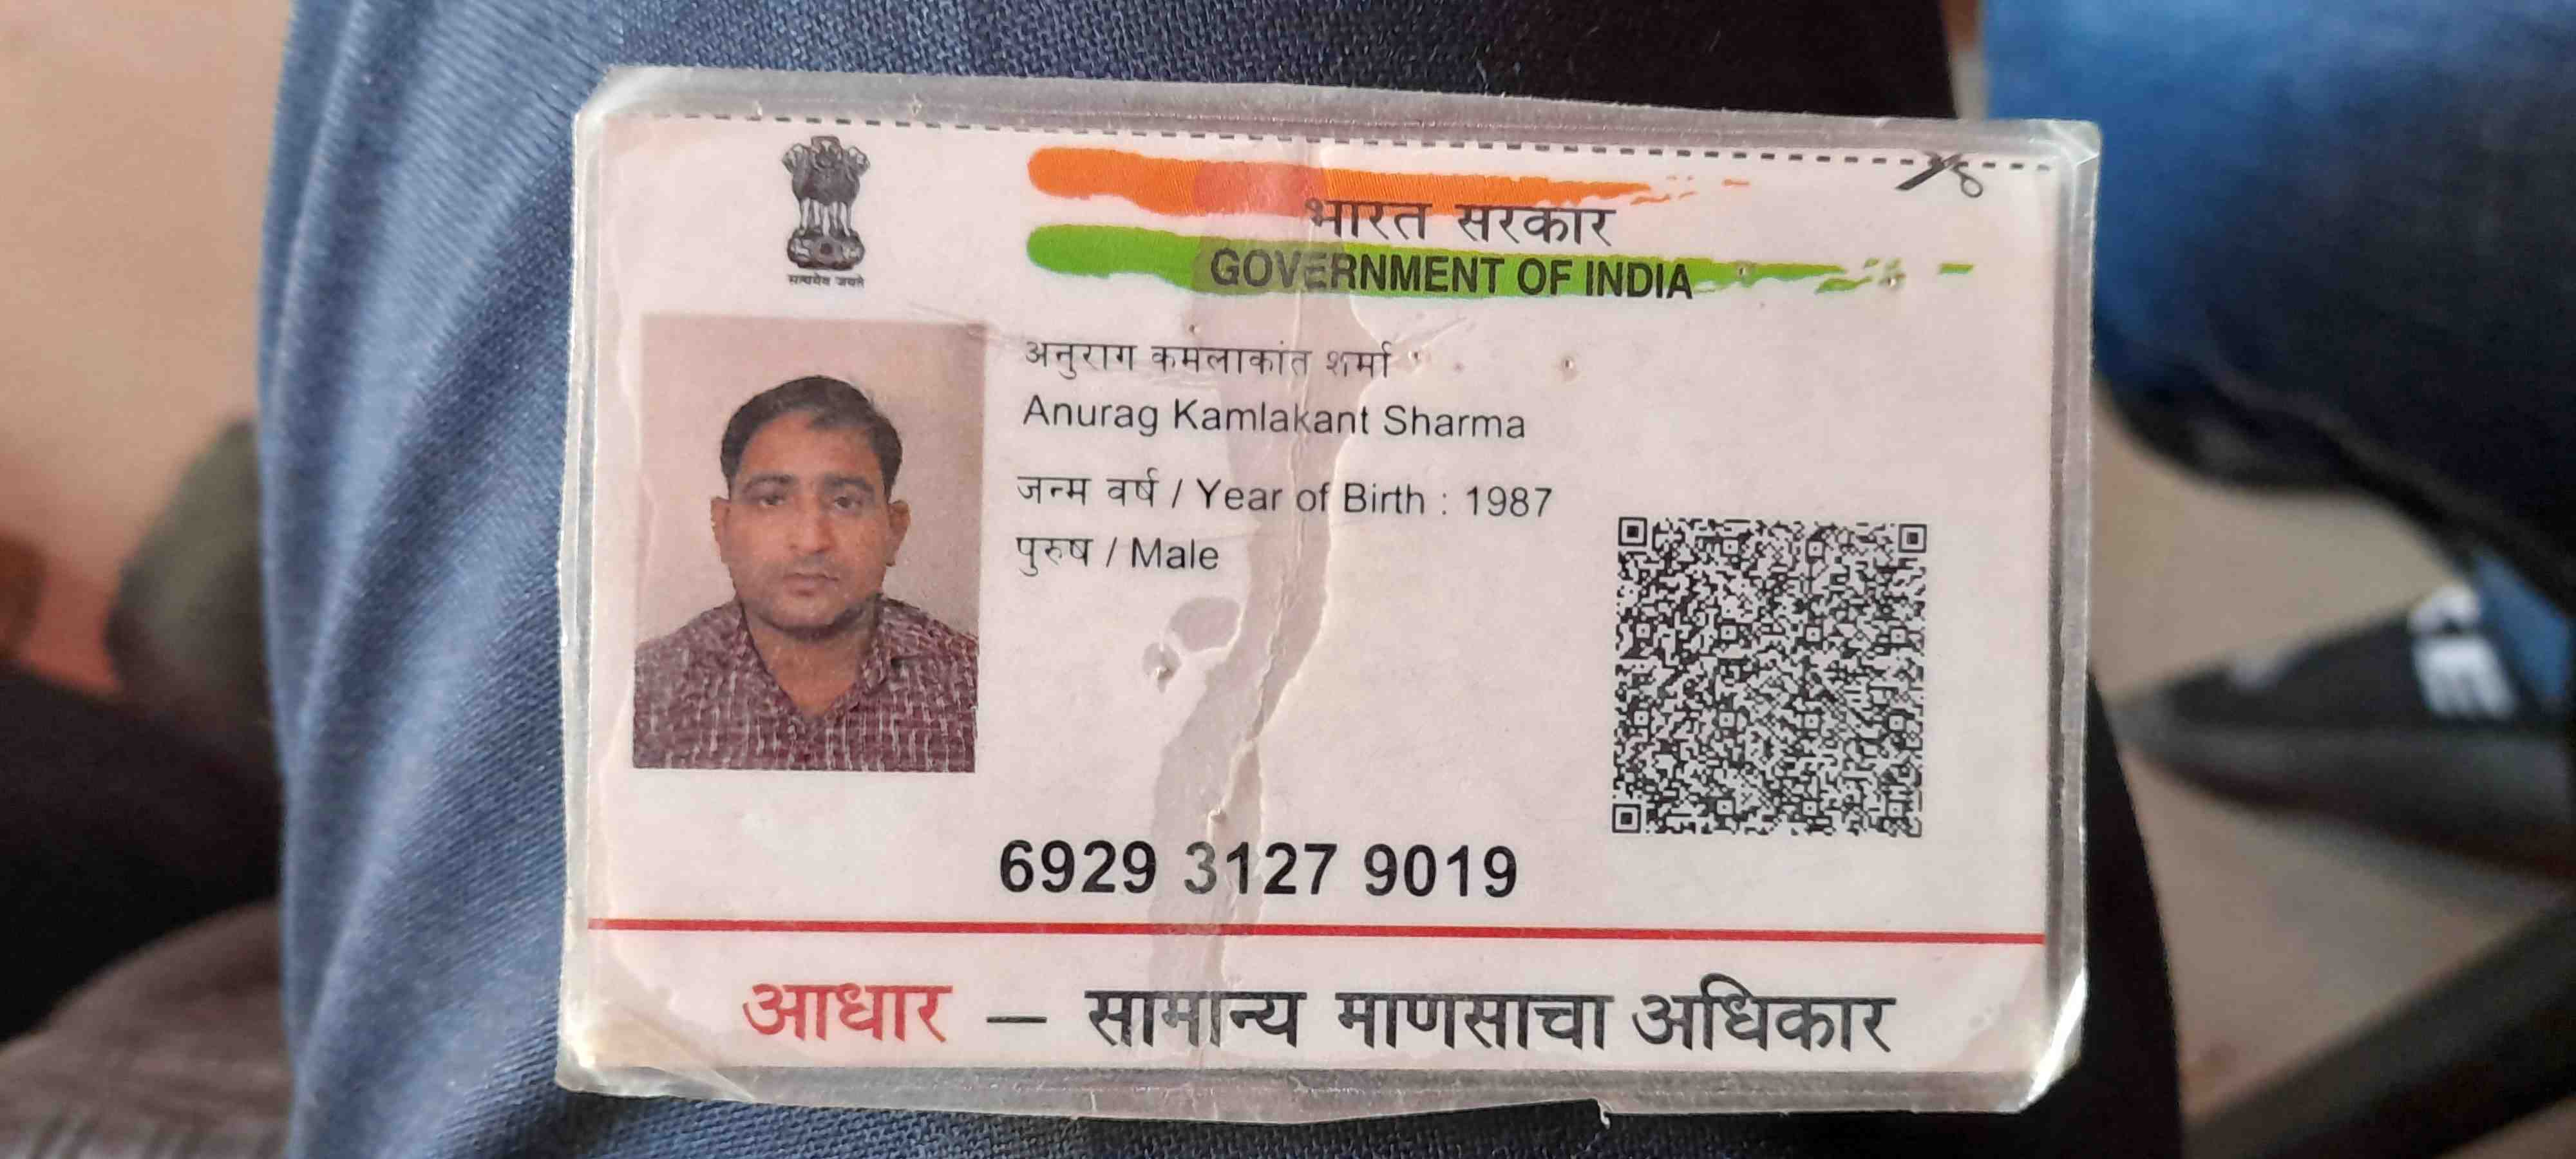 सत्यमेव जयते
भारत सरकार
GOVERNMENT OF INDIA
अनुराग कमलाकांत शर्मा
Anurag Kamlakant Sharma
जन्म वर्ष / Year of Birth : 1987
पुरुष / Male
6929 3127 9019
आधार – सामान्य माणसाचा अधिकार